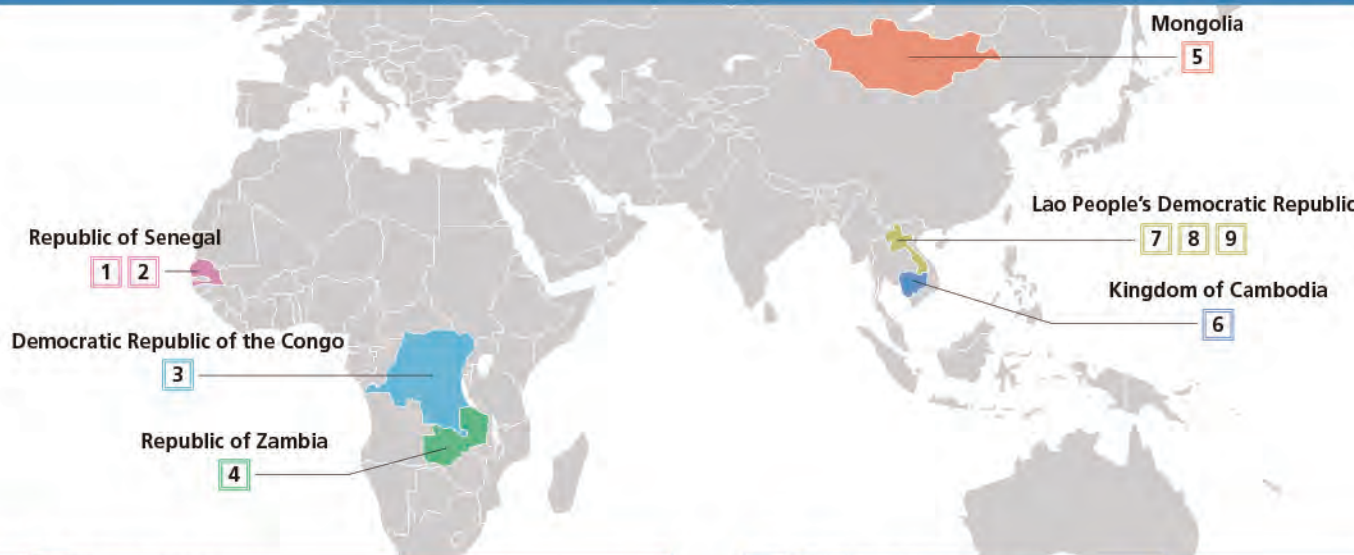 Mongolia
5
Republic of Senegal
1 2
Lao People's Democratic Republic
7 8 9
Kingdom of Cambodia
6
Democratic Republic of the Congo
3
Republic of Zambia
4